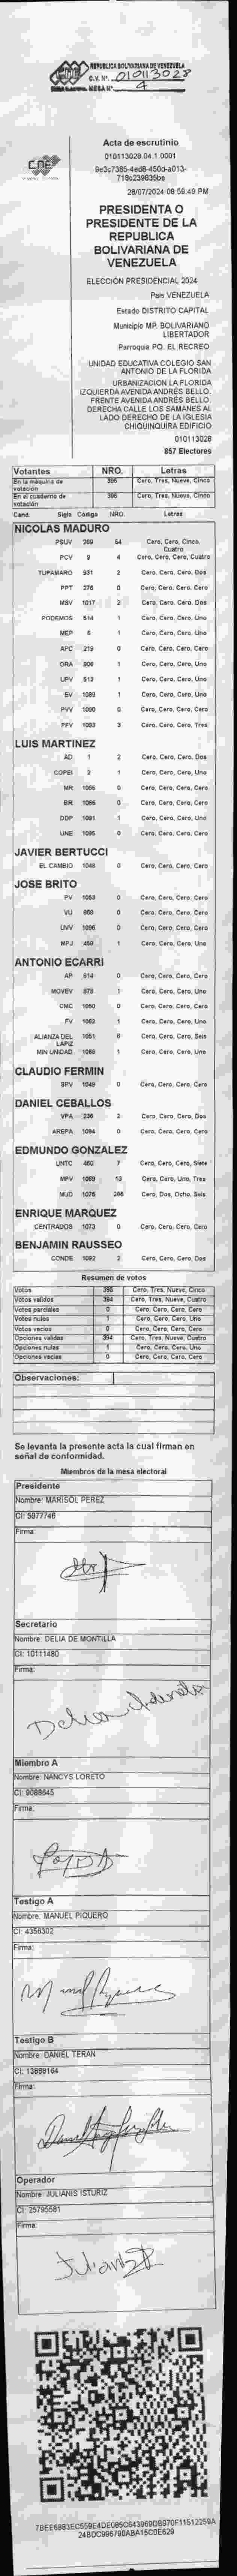 REPUBLICA BOLIVARIANA DE VENEZUELA
C.V. Nº. 010113028
MESA Nº. 4
CNE
Acta de escrutinio
010113028.04.1.0001
28/07/2024 08:59:49 PM
PRESIDENTA O
PRESIDENTE DE LA
REPUBLICA
BOLIVARIANA DE
VENEZUELA
ELECCIÓN PRESIDENCIAL 2024
País VENEZUELA
Estado DISTRITO CAPITAL
Municipio MP. BOLIVARIANO
LIBERTADOR
Parroquia PQ. EL RECREO
UNIDAD EDUCATIVA COLEGIO SAN
ANTONIO DE LA FLORIDA
URBANIZACION LA FLORIDA
IZQUIERDA AVENIDA ANDRES BELLO.
FRENTE AVENIDA ANDRES BELLO.
DERECHA CALLE LOS SAMANES AL
LADO DERECHO DE LA IGLESIA
CHIQUINQUIRA EDIFICIO
010113028
857 Electores
Votantes NRO. Letras
En la máquina de votación 395 Cero, Tres, Nueve, Cinco
En el cuaderno de votación 395 Cero, Tres, Nueve, Cinco
Cand. Sigla Código NRO. Letras
NICOLAS MADURO
PSUV 269 54 Cero, Cero, Cinco, Cuatro
PCV 9 4 Cero, Cero, Cero, Cuatro
TUPAMARO 931 2 Cero, Cero, Cero, Dos
PPT 276 0 Cero, Cero, Cero, Cero
MSV 1017 2 Cero, Cero, Cero, Dos
PODEMOS 514 1 Cero, Cero, Cero, Uno
MEP 6 1 Cero, Cero, Cero, Uno
APC 219 0 Cero, Cero, Cero, Cero
ORA 806 1 Cero, Cero, Cero, Uno
UPV 513 1 Cero, Cero, Cero, Uno
EV 1089 1 Cero, Cero, Cero, Uno
PVV 1090 0 Cero, Cero, Cero, Cero
PFV 1093 3 Cero, Cero, Cero, Tres
LUIS MARTINEZ
AD 1 2 Cero, Cero, Cero, Dos
COPEI 2 1 Cero, Cero, Cero, Uno
MR 1066 0 Cero, Cero, Cero, Cero
BR 1086 0 Cero, Cero, Cero, Cero
DDP 1091 1 Cero, Cero, Cero, Uno
UNE 1095 0 Cero, Cero, Cero, Cero
JAVIER BERTUCCI
EL CAMBIO 1048 0 Cero, Cero, Cero, Cero
JOSE BRITO
PV 1053 0 Cero, Cero, Cero, Cero
VU 958 0 Cero, Cero, Cero, Cero
UVV 1096 0 Cero, Cero, Cero, Cero
MPJ 458 1 Cero, Cero, Cero, Uno
ANTONIO ECARRI
AP 814 0 Cero, Cero, Cero, Cero
MOVEV 878 1 Cero, Cero, Cero, Uno
CMC 1050 0 Cero, Cero, Cero, Cero
FV 1062 1 Cero, Cero, Cero, Uno
ALIANZA DEL LAPIZ 1051 6 Cero, Cero, Cero, Seis
MIN UNIDAD 1068 1 Cero, Cero, Cero, Uno
CLAUDIO FERMIN
SPV 1049 0 Cero, Cero, Cero, Cero
DANIEL CEBALLOS
VPA 236 2 Cero, Cero, Cero, Dos
AREPA 1094 0 Cero, Cero, Cero, Cero
EDMUNDO GONZALEZ
UNTC 460 7 Cero, Cero, Cero, Siete
MPV 1069 13 Cero, Cero, Uno, Tres
MUD 1076 286 Cero, Dos, Ocho, Seis
ENRIQUE MARQUEZ
CENTRADOS 1073 0 Cero, Cero, Cero, Cero
BENJAMIN RAUSSEO
CONDE 1092 2 Cero, Cero, Cero, Dos
Resumen de votos
Votos 395 Cero, Tres, Nueve, Cinco
Votos válidos 394 Cero, Tres, Nueve, Cuatro
Votos parciales 0 Cero, Cero, Cero, Cero
Votos nulos 1 Cero, Cero, Cero, Uno
Votos vacíos 0 Cero, Cero, Cero, Cero
Opciones válidas 394 Cero, Tres, Nueve, Cuatro
Opciones nulas 1 Cero, Cero, Cero, Uno
Opciones vacías 0 Cero, Cero, Cero, Cero
Observaciones:
Se levanta la presente acta la cual firman en
señal de conformidad.
Miembros de la mesa electoral
Presidente
Nombre: MARISOL PEREZ
CI: 5977746
Firma:
Secretario
Nombre: DELIA DE MONTILLA
CI: 10111480
Firma:
Delia
Miembro A
Nombre: NANCYS LORETO
CI: 9088645
Firma:
Testigo A
Nombre: MANUEL PIQUERO
CI: 4356302
Firma:
Testigo B
Nombre: DANIEL TERAN
CI: 13888164
Firma:
Operador
Nombre: JULIANIS ISTURIZ
CI: 25795581
Firma: